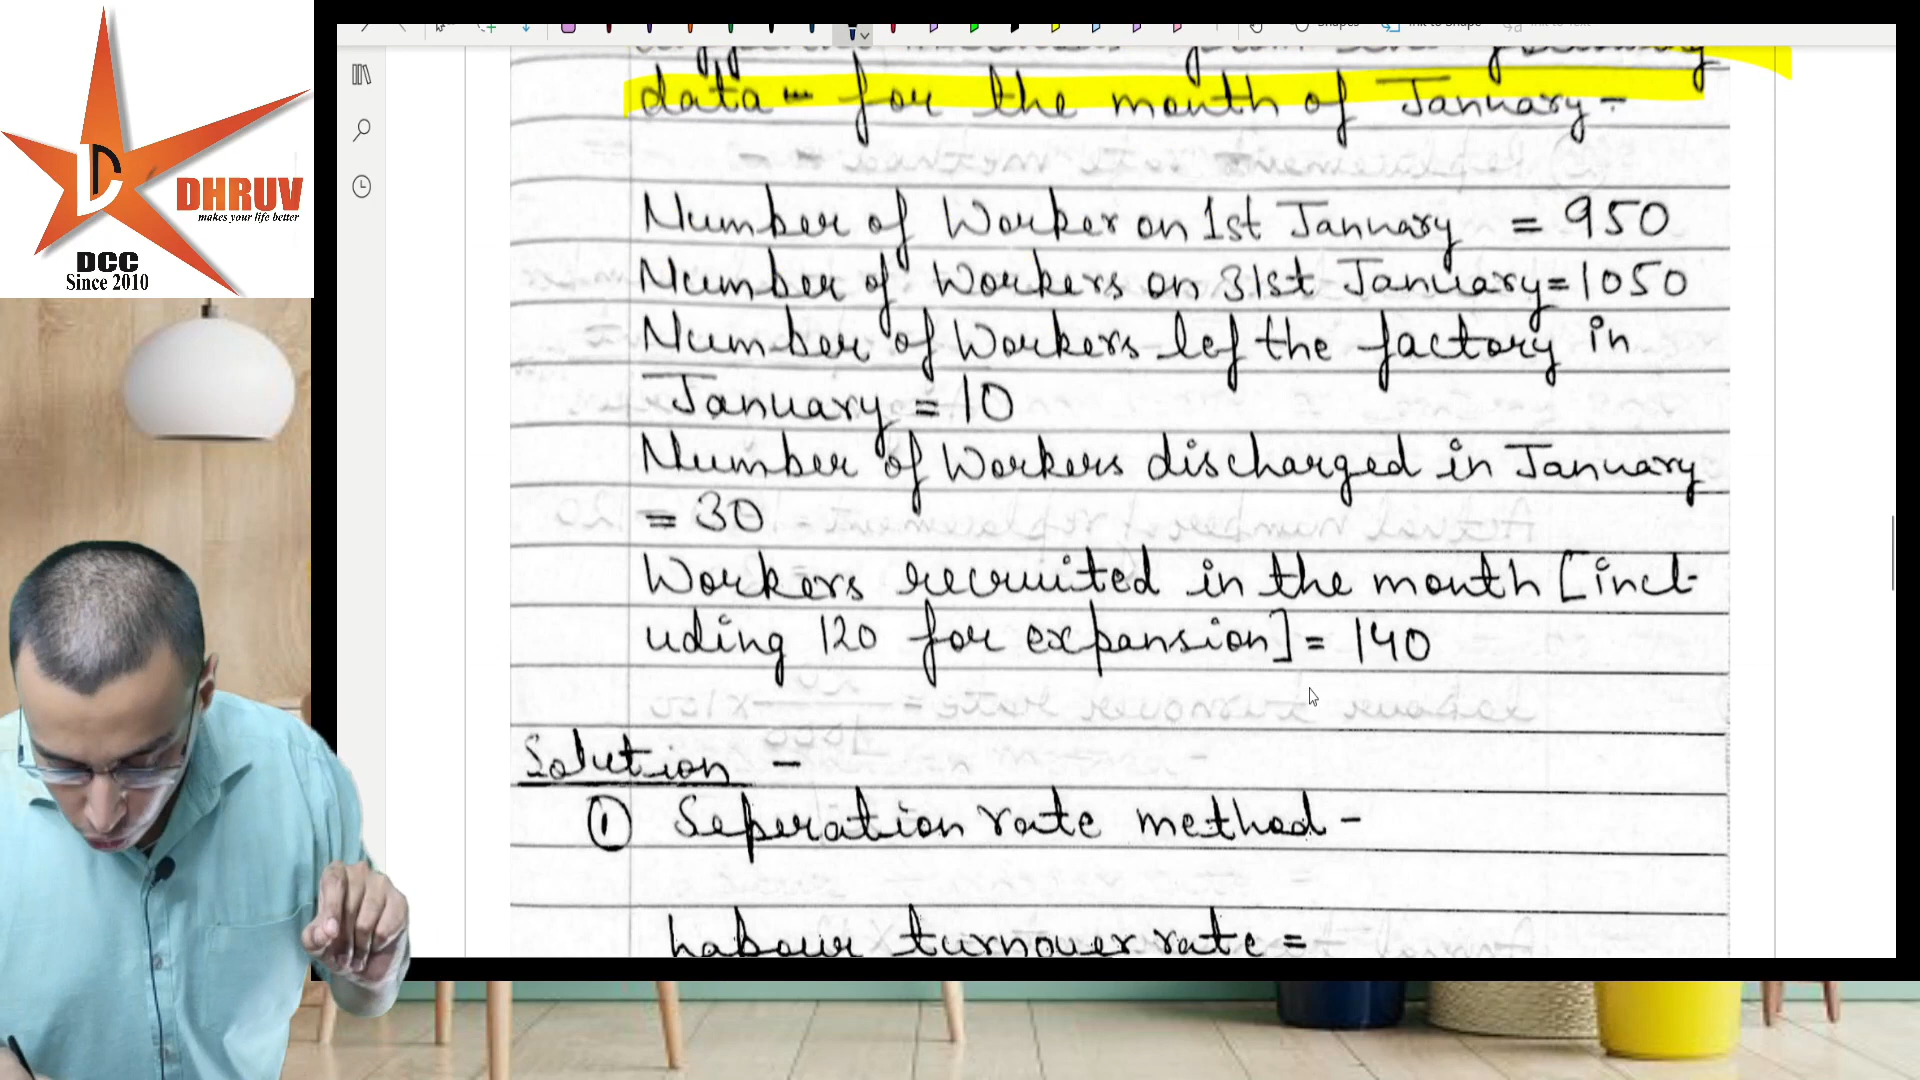 DC
DHRUV
makes your life better
DCC
Since 2010
data - for the month of January -
Number of Worker on 1st January = 950
Number of Workers on 31st January = 1050
Number of Workers lef the factory in
January = 10
Number of Workers discharged in January
= 30
Workers recruited in the month [incl-
uding 120 for expansion] = 140
Solution -
① Seperation rate method -
Labour turnover rate =